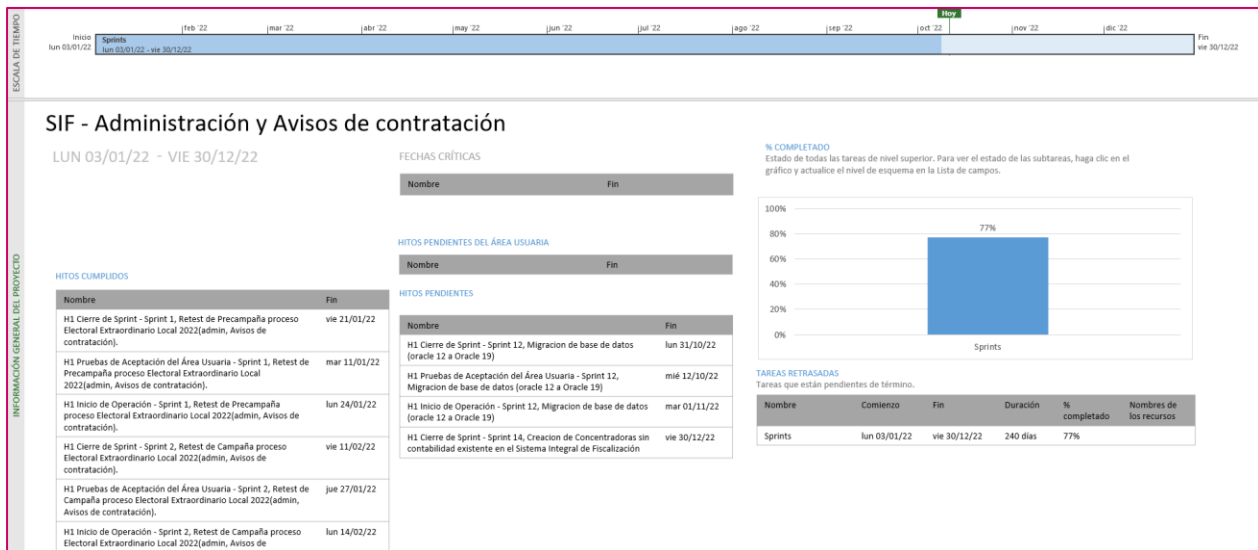 ESCALA DE TIEMPO
Hoy
feb '22 mar '22 abr '22 may '22 jun '22 jul '22 ago '22 sep '22 oct '22 nov '22 dic '22
Inicio
lun 03/01/22
Sprints
lun 03/01/22 - vie 30/12/22
Fin
vie 30/12/22
INFORMACIÓN GENERAL DEL PROYECTO
SIF - Administración y Avisos de contratación
LUN 03/01/22 - VIE 30/12/22
HITOS CUMPLIDOS
Nombre Fin
H1 Cierre de Sprint - Sprint 1, Retest de Precampaña proceso vie 21/01/22
Electoral Extraordinario Local 2022(admin, Avisos de
contratación).
H1 Pruebas de Aceptación del Área Usuaria - Sprint 1, Retest de mar 11/01/22
Precampaña proceso Electoral Extraordinario Local
2022(admin, Avisos de contratación).
H1 Inicio de Operación - Sprint 1, Retest de Precampaña lun 24/01/22
proceso Electoral Extraordinario Local 2022(admin, Avisos de
contratación).
H1 Cierre de Sprint - Sprint 2, Retest de Campaña proceso vie 11/02/22
Electoral Extraordinario Local 2022(admin, Avisos de
contratación).
H1 Pruebas de Aceptación del Área Usuaria - Sprint 2, Retest de jue 27/01/22
Campaña proceso Electoral Extraordinario Local 2022(admin,
Avisos de contratación).
H1 Inicio de Operación - Sprint 2, Retest de Campaña proceso lun 14/02/22
Electoral Extraordinario Local 2022(admin, Avisos de
FECHAS CRÍTICAS
Nombre Fin
HITOS PENDIENTES DEL ÁREA USUARIA
Nombre Fin
HITOS PENDIENTES
Nombre Fin
H1 Cierre de Sprint - Sprint 12, Migracion de base de datos lun 31/10/22
(oracle 12 a Oracle 19)
H1 Pruebas de Aceptación del Área Usuaria - Sprint 12, mié 12/10/22
Migracion de base de datos (oracle 12 a Oracle 19)
H1 Inicio de Operación - Sprint 12, Migracion de base de datos mar 01/11/22
(oracle 12 a Oracle 19)
H1 Cierre de Sprint - Sprint 14, Creacion de Concentradoras sin vie 30/12/22
contabilidad existente en el Sistema Integral de Fiscalización
% COMPLETADO
Estado de todas las tareas de nivel superior. Para ver el estado de las subtareas, haga clic en el
gráfico y actualice el nivel de esquema en la Lista de campos.
100%
80%
60%
40%
20%
0%
77%
Sprints
TAREAS RETRASADAS
Tareas que están pendientes de término.
Nombre Comienzo Fin Duración % completado Nombres de los recursos
Sprints lun 03/01/22 vie 30/12/22 240 días 77%